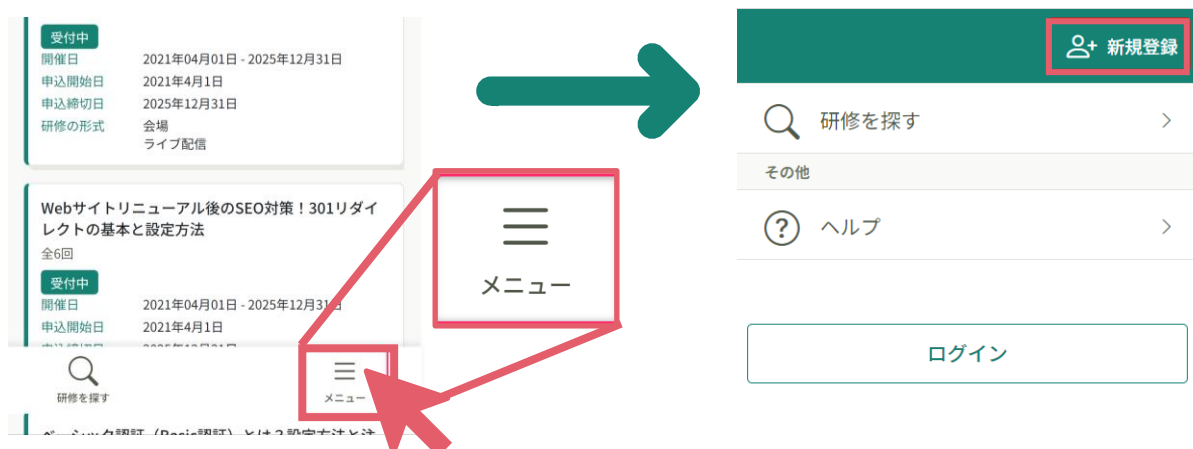 受付中
開催日 2021年04月01日 - 2025年12月31日
申込開始日 2021年4月1日
申込締切日 2025年12月31日
研修の形式 会場
ライブ配信
Webサイトリニューアル後のSEO対策！301リダイ
レクトの基本と設定方法
全6回
受付中
開催日 2021年04月01日 - 2025年12月31日
申込開始日 2021年4月1日
研修を探す
メニュー
メニュー
新規登録
研修を探す
その他
ヘルプ
ログイン